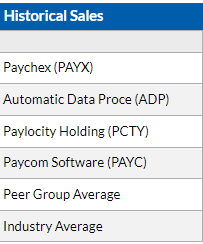 Historical Sales
Paychex (PAYX)
Automatic Data Proce (ADP)
Paylocity Holding (PCTY)
Paycom Software (PAYC)
Peer Group Average
Industry Average